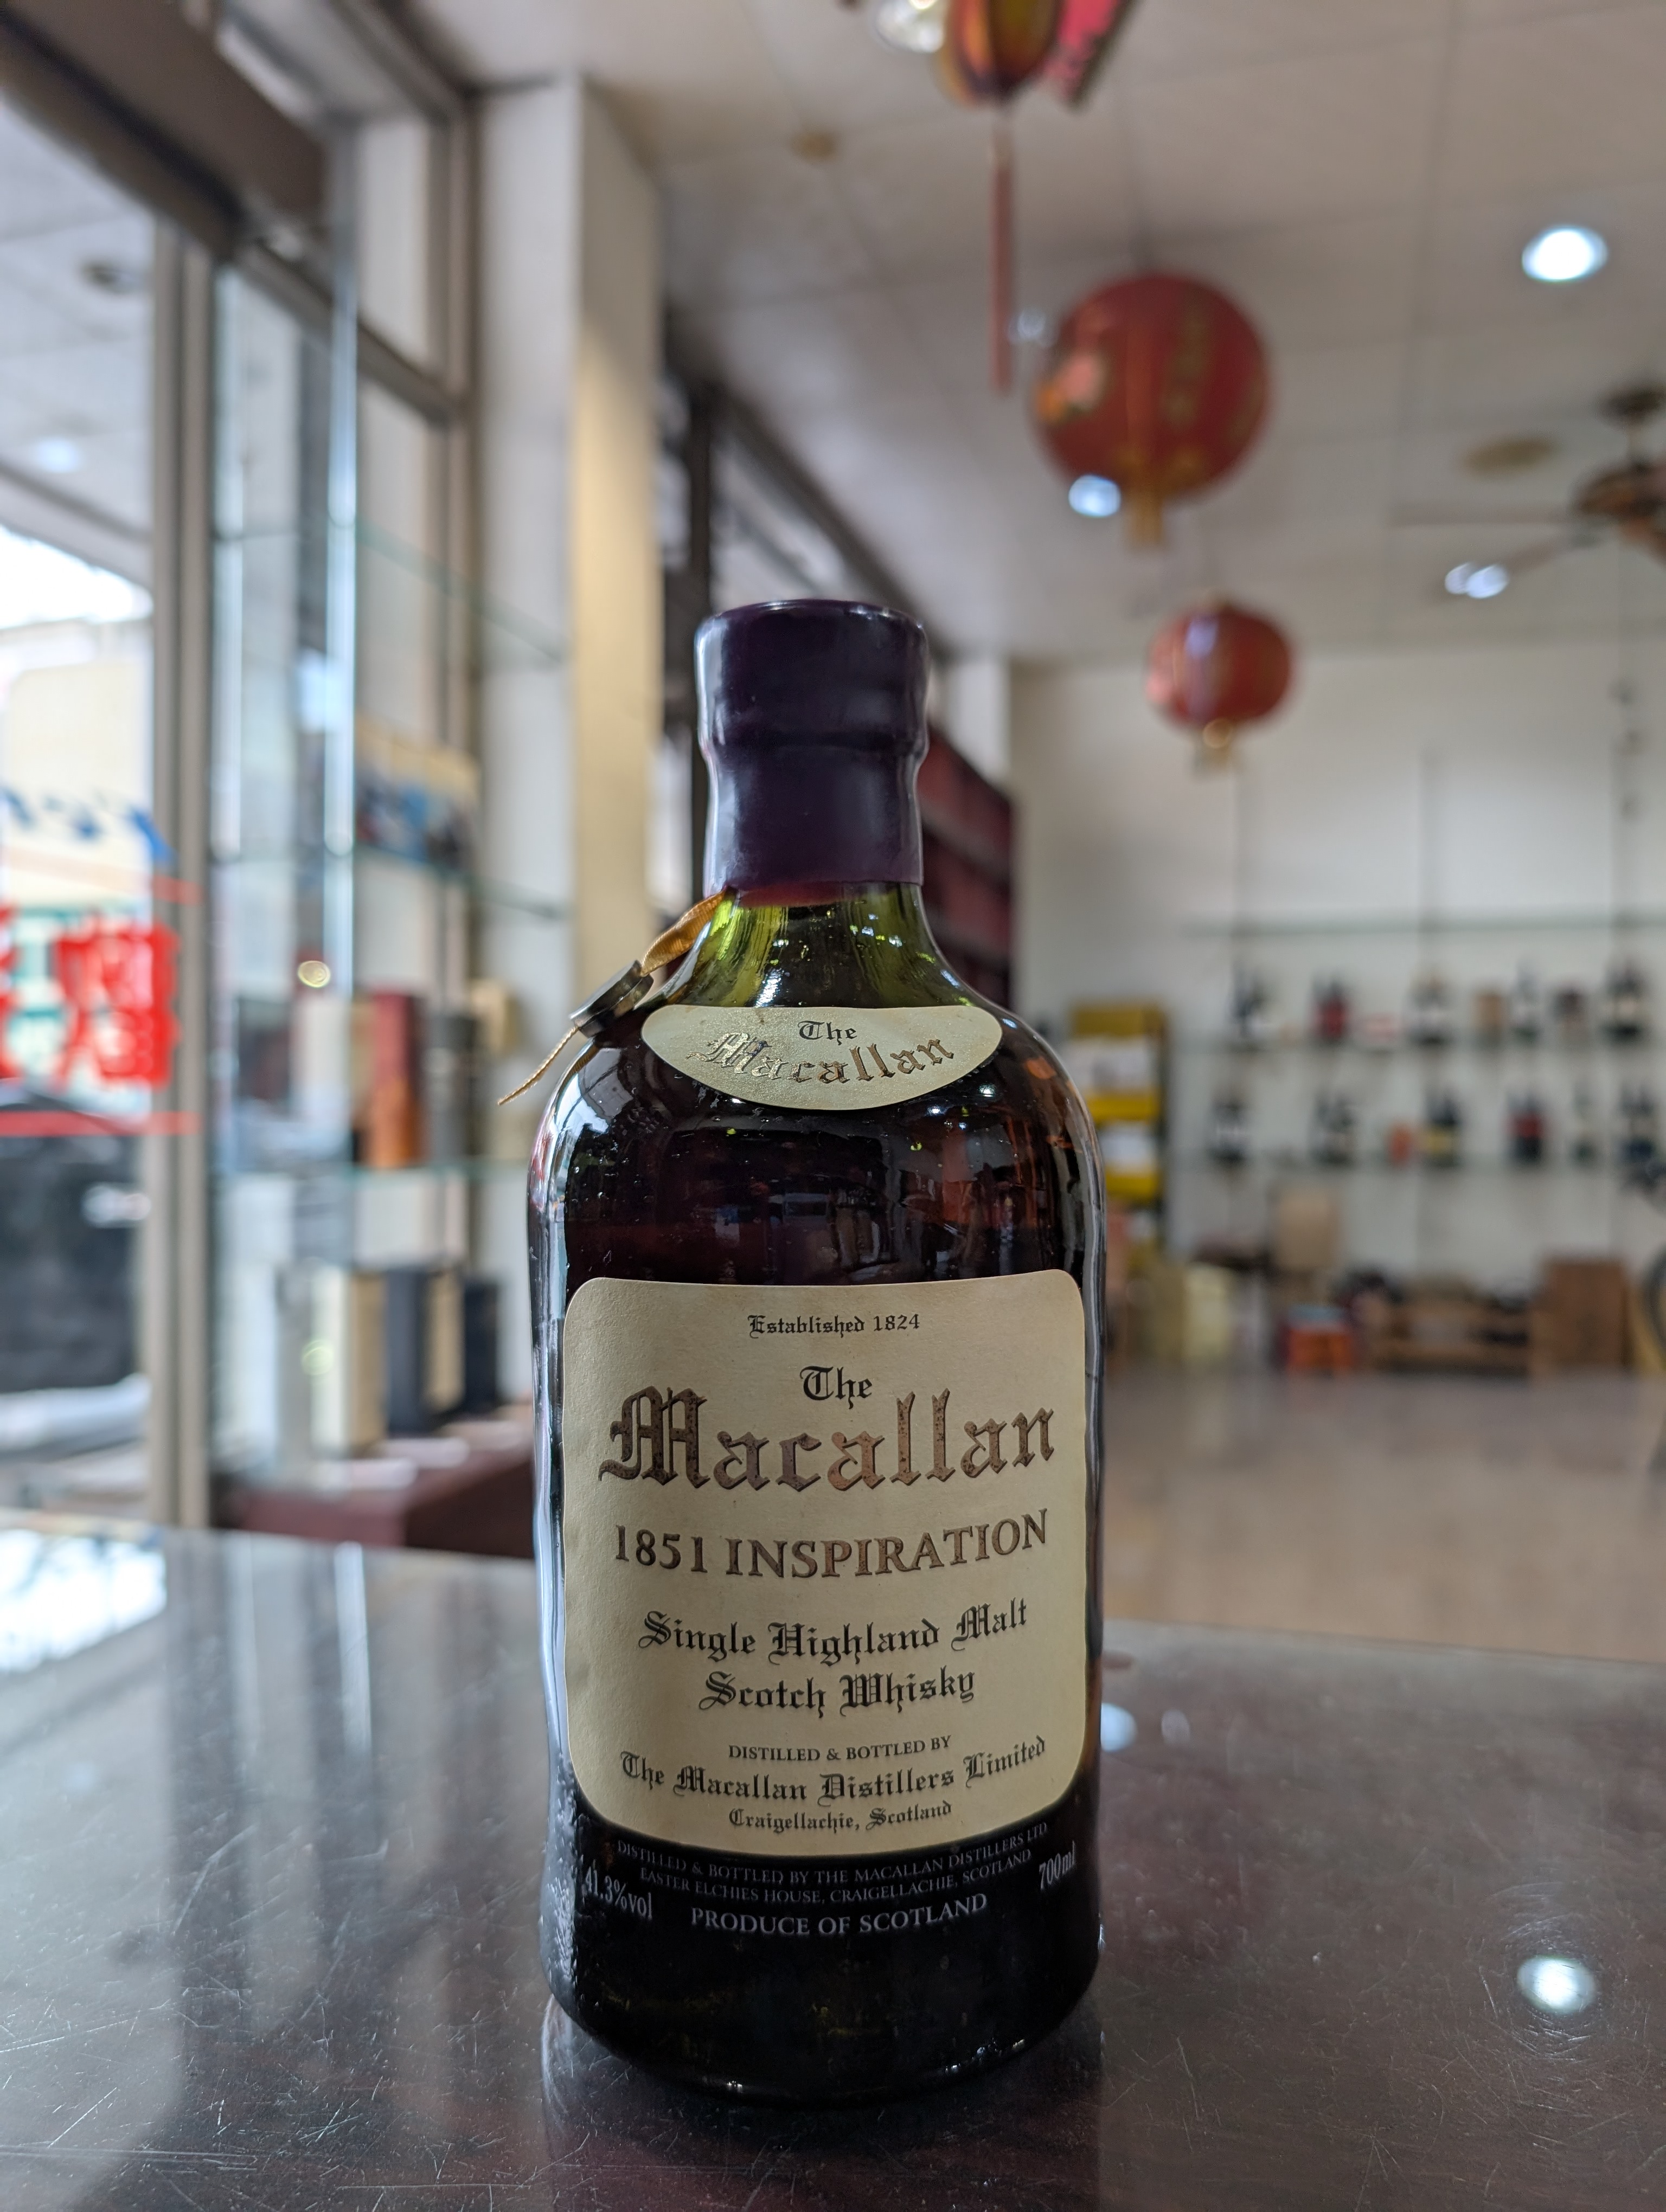 The
Macallan
Established 1824
The
Macallan
1851 INSPIRATION
Single Highland Malt
Scotch Whisky
DISTILLED & BOTTLED BY
The Macallan Distillers Limited
Craigellachie, Scotland
DISTILLED & BOTTLED BY THE MACALLAN DISTILLERS LTD
EASTER ELCHIES HOUSE, CRAIGELLACHIE, SCOTLAND
41.3%vol
700ml
PRODUCE OF SCOTLAND